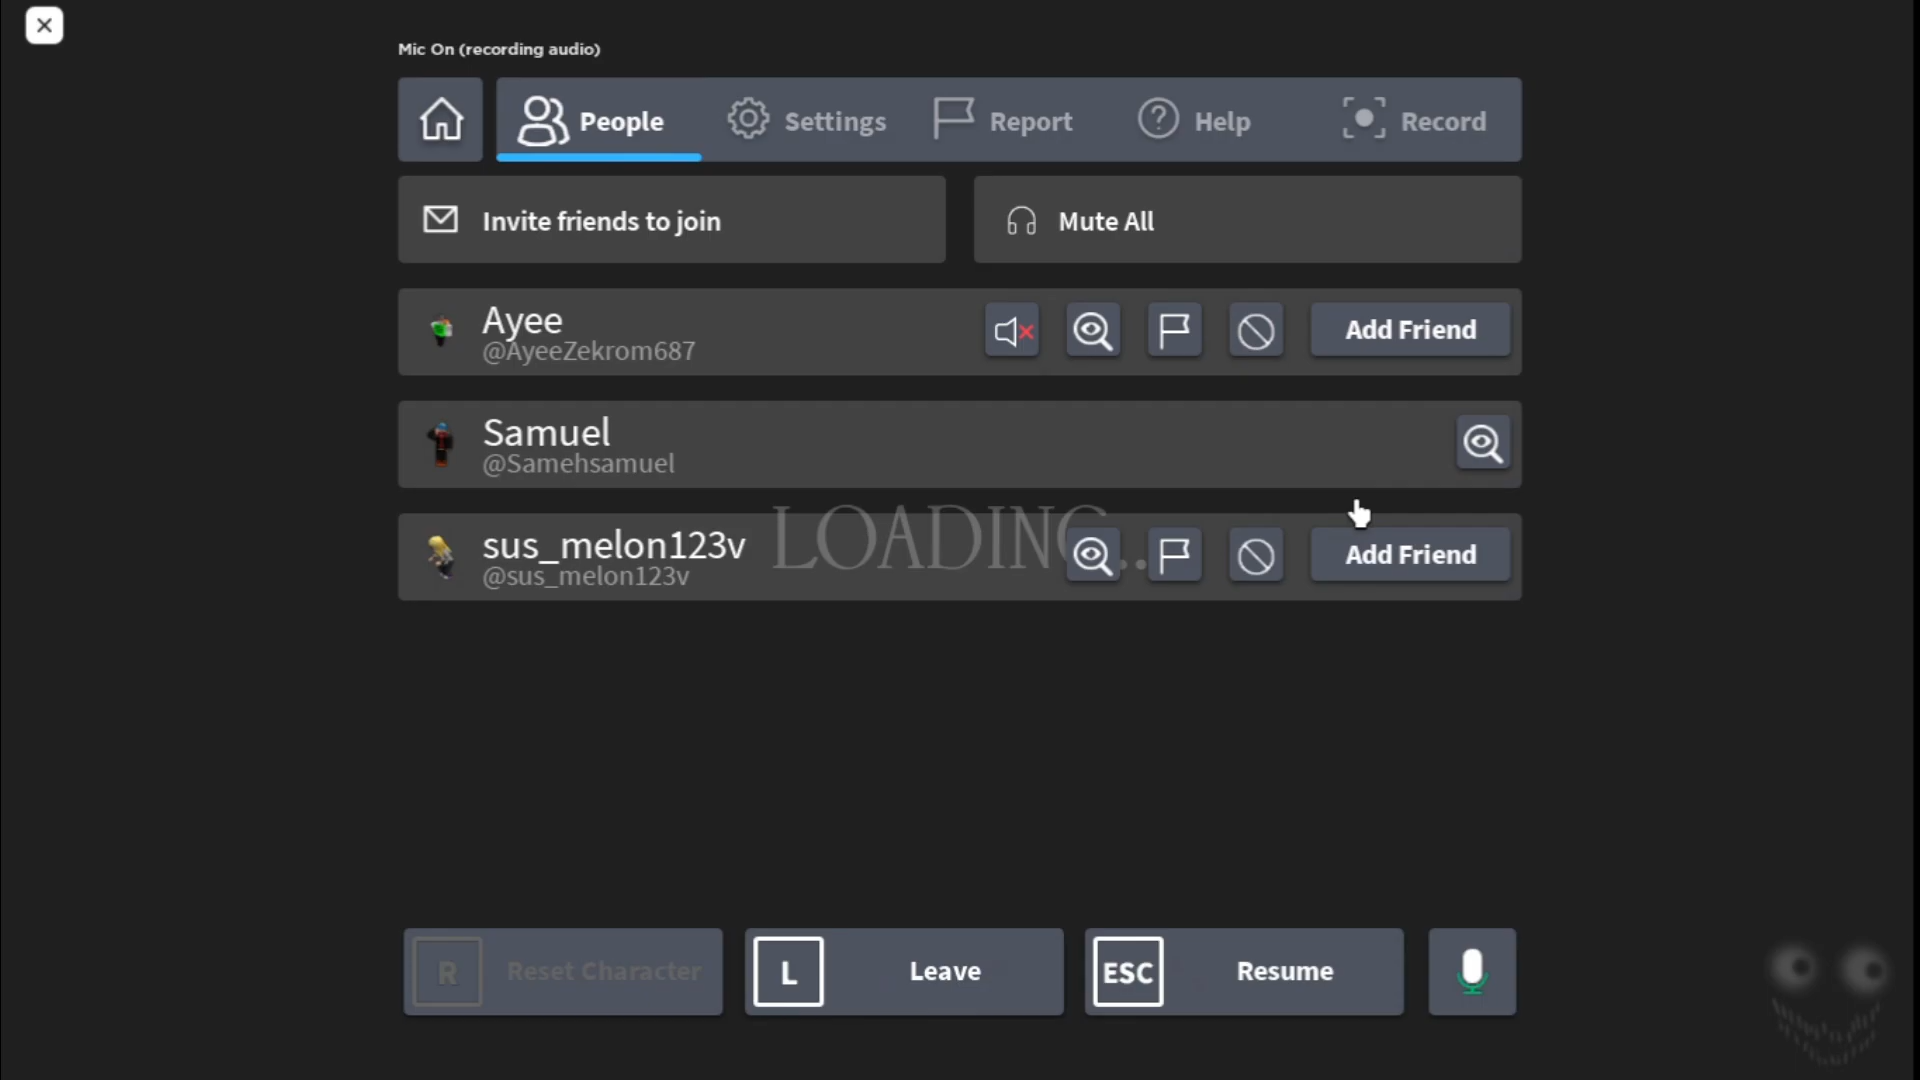 Mic On (recording audio)
People
Settings
Report
Help
Record
Invite friends to join
Mute All
Ayee
@AyeeZekrom687
Add Friend
Samuel
@Samehsamuel
LOADING...
sus_melon123v
@sus_melon123v
Add Friend
R
Reset Character
L
Leave
ESC
Resume